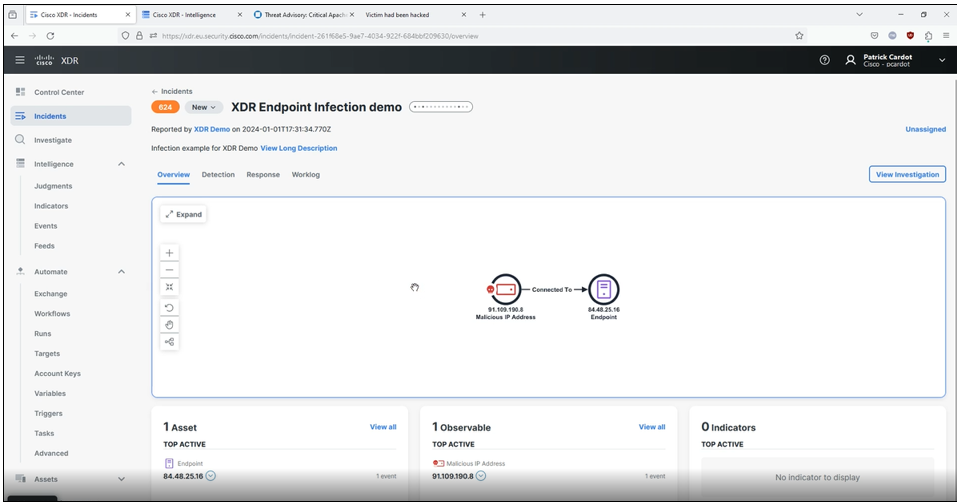 Cisco XDR - Incidents
Cisco XDR - Intelligence
Threat Advisory: Critical Apach
Victim had been hacked
https://xdr.eu.security.cisco.com/incidents/incident-261f68e5-9ae7-4034-922f-684bbf209630/overview
cisco XDR
Patrick Cardot
Cisco - pcardot
Control Center
Incidents
Investigate
Intelligence
Judgments
Indicators
Events
Feeds
Automate
Exchange
Workflows
Runs
Targets
Account Keys
Variables
Triggers
Tasks
Advanced
Assets
← Incidents
624 New XDR Endpoint Infection demo
Reported by XDR Demo on 2024-01-01T17:31:34.770Z
Unassigned
Infection example for XDR Demo View Long Description
Overview Detection Response Worklog
View Investigation
Expand
Connected To
91.109.190.8
Malicious IP Address
84.48.25.16
Endpoint
1 Asset View all
TOP ACTIVE
Endpoint
84.48.25.16 1 event
1 Observable View all
TOP ACTIVE
Malicious IP Address
91.109.190.8 1 event
0 Indicators
TOP ACTIVE
No indicator to display